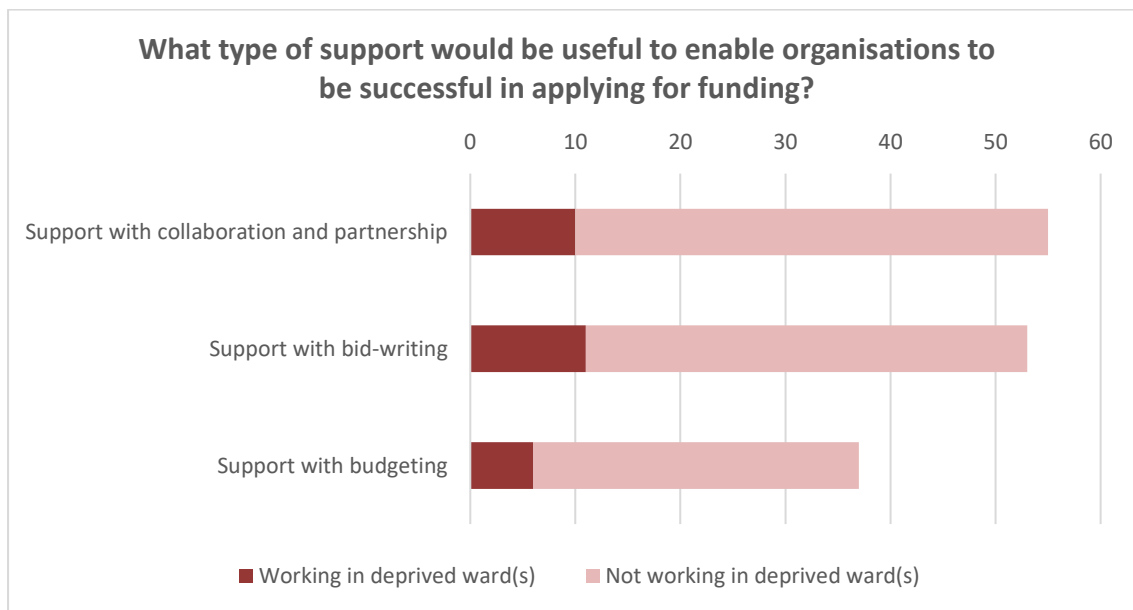 What type of support would be useful to enable organisations to
be successful in applying for funding?
0 10 20 30 40 50 60
Support with collaboration and partnership
Support with bid-writing
Support with budgeting
Working in deprived ward(s) Not working in deprived ward(s)